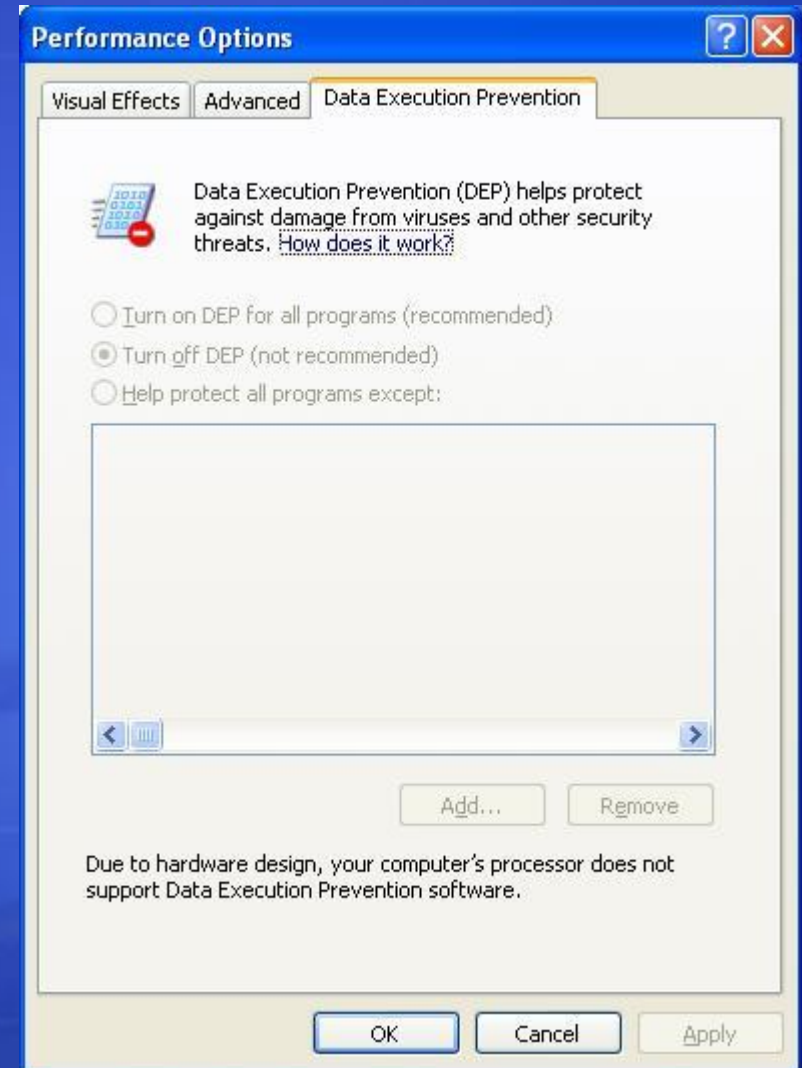 Performance Options
Visual Effects Advanced Data Execution Prevention
Data Execution Prevention (DEP) helps protect
against damage from viruses and other security
threats. How does it work?
Turn on DEP for all programs (recommended)
Turn off DEP (not recommended)
Help protect all programs except:
Add... Remove
Due to hardware design, your computer's processor does not
support Data Execution Prevention software.
OK Cancel Apply